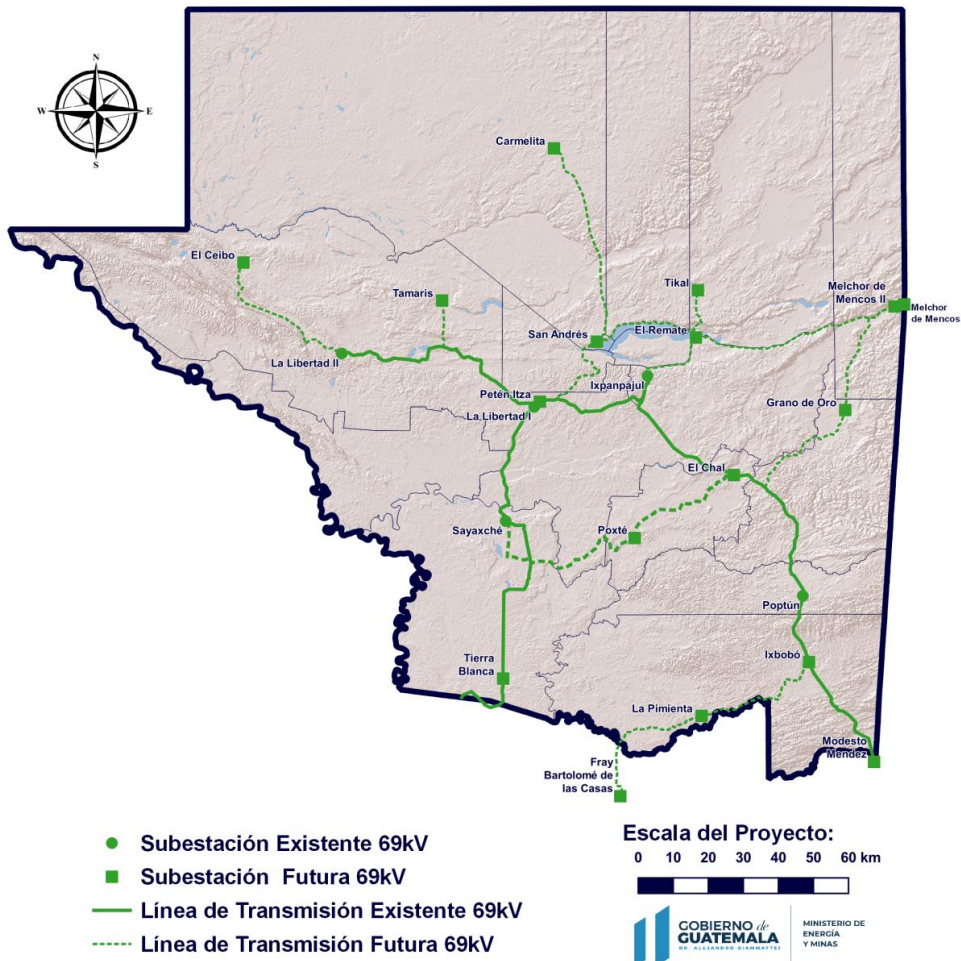 N
W
E
S
Carmelita
El Ceibo
Tikal
Tamaris
Melchor de
Mencos II
Melchor
de Mencos
San Andrés
El Remate
La Libertad II
Ixpanpajul
Petén Itza
La Libertad I
Grano de Oro
El Chal
Sayaxché
Poxté
Poptún
Tierra
Blanca
Ixbobó
La Pimienta
Modesto
Mendez
Fray
Bartolomé de
las Casas
Subestación Existente 69kV
Subestación Futura 69kV
Línea de Transmisión Existente 69kV
Línea de Transmisión Futura 69kV
Escala del Proyecto:
0 10 20 30 40 50 60 km
GOBIERNO de
GUATEMALA
DR. ALEJANDRO GIAMMATTEI
MINISTERIO DE
ENERGÍA
Y MINAS